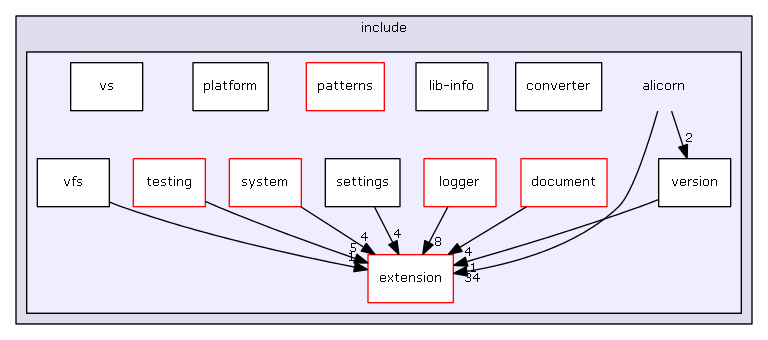 include
vs
platform
patterns
lib-info
converter
alicorn
2
vfs
testing
system
settings
logger
document
version
4
4
8
5
4
1
1
34
extension